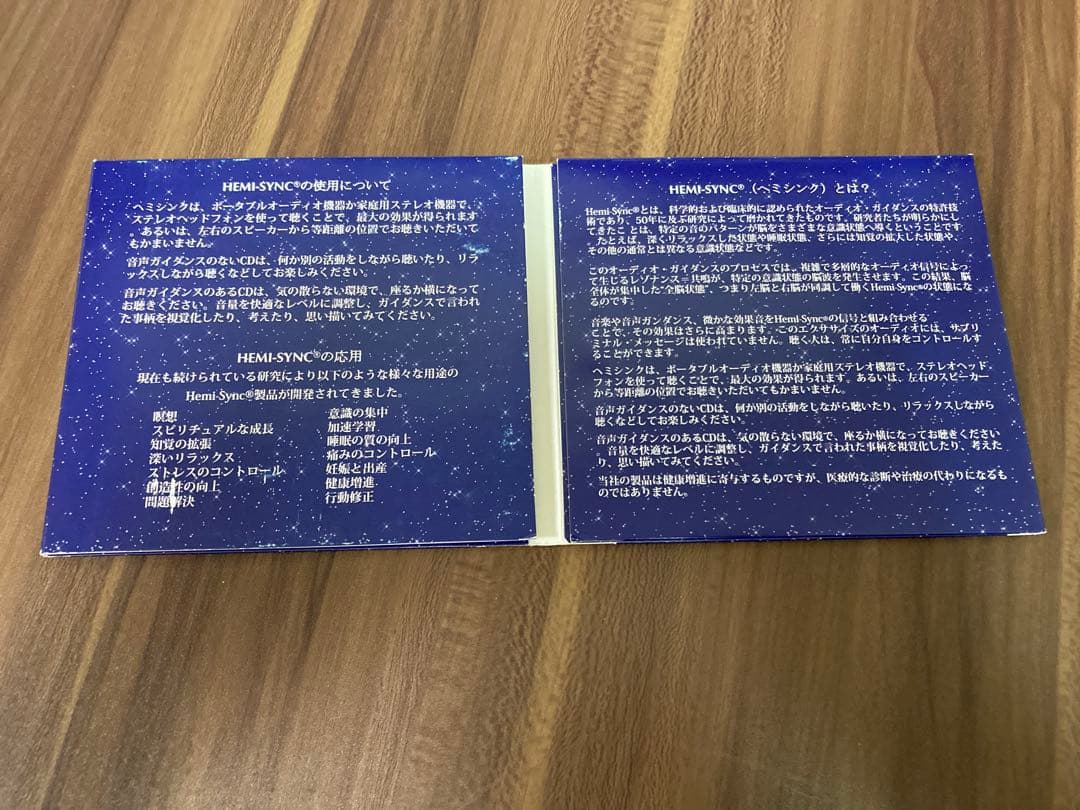 HEMI-SYNC®の使用について
ヘミシンクは、ポータブルオーディオ機器か家庭用ステレオ機器で、
ステレオヘッドフォンを使って聴くことで、最大の効果が得られます
。あるいは、左右のスピーカーから等距離の位置でお聴きいただいて
もかまいません。
音声ガイダンスのないCDは、何か別の活動をしながら聴いたり、リラ
ックスしながら聴くなどしてお楽しみください。
音声ガイダンスのあるCDは、気の散らない環境で、座るか横になって
お聴きください。音量を快適なレベルに調整し、ガイダンスで言われ
た事柄を視覚化したり、考えたり、思い描いてみてください。
HEMI-SYNC®の応用
現在も続けられている研究により以下のような様々な用途の
Hemi-Sync®製品が開発されてきました。
瞑想
スピリチュアルな成長
知覚の拡張
深いリラックス
ストレスのコントロール
創造性の向上
問題解決
意識の集中
加速学習
睡眠の質の向上
痛みのコントロール
妊娠と出産
健康増進
行動修正
HEMI-SYNC®（ヘミシンク）とは？
Hemi-Sync®とは、科学的および臨床的に認められたオーディオ・ガイダンスの特許技
術であり、50年に及ぶ研究によって磨かれてきたものです。研究者たちが明らかにし
てきたことは、特定の音のパターンが脳をさまざまな意識状態へ導くということです
。たとえば、深くリラックスした状態や睡眠状態、さらには知覚の拡大した状態や、
その他の通常とは異なる意識状態などです。
このオーディオ・ガイダンスのプロセスでは、複雑で多層的なオーディオ信号によっ
て生じるレゾナンス＝共鳴が、特定の意識状態の脳波を発生させます。この結果、脳
全体が集中した“全脳状態”、つまり左脳と右脳が同調して働くHemi-Sync®の状態にな
るのです。
音楽や音声ガンダンス、微かな効果音をHemi-Sync®の信号と組み合わせる
ことで、その効果はさらに高まります。このエクササイズのオーディオには、サブリ
ミナル・メッセージは使われていません。聴く人は、常に自分自身をコントロールす
ることができます。
ヘミシンクは、ポータブルオーディオ機器か家庭用ステレオ機器で、ステレオヘッド
フォンを使って聴くことで、最大の効果が得られます。あるいは、左右のスピーカー
から等距離の位置でお聴きいただいてもかまいません。
音声ガイダンスのないCDは、何か別の活動をしながら聴いたり、リラックスしながら
聴くなどしてお楽しみください。
音声ガイダンスのあるCDは、気の散らない環境で、座るか横になってお聴きください
。音量を快適なレベルに調整し、ガイダンスで言われた事柄を視覚化したり、考えた
り、思い描いてみてください。
当社の製品は健康増進に寄与するものですが、医療的な診断や治療の代わりになるも
のではありません。